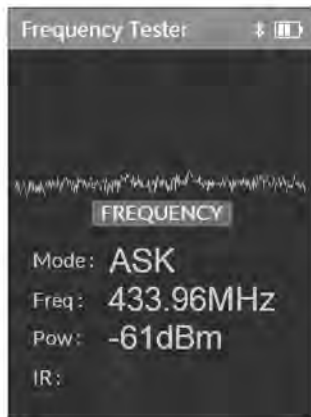 Frequency Tester
FREQUENCY
Mode: ASK
Freq: 433.96MHz
Pow: -61dBm
IR: